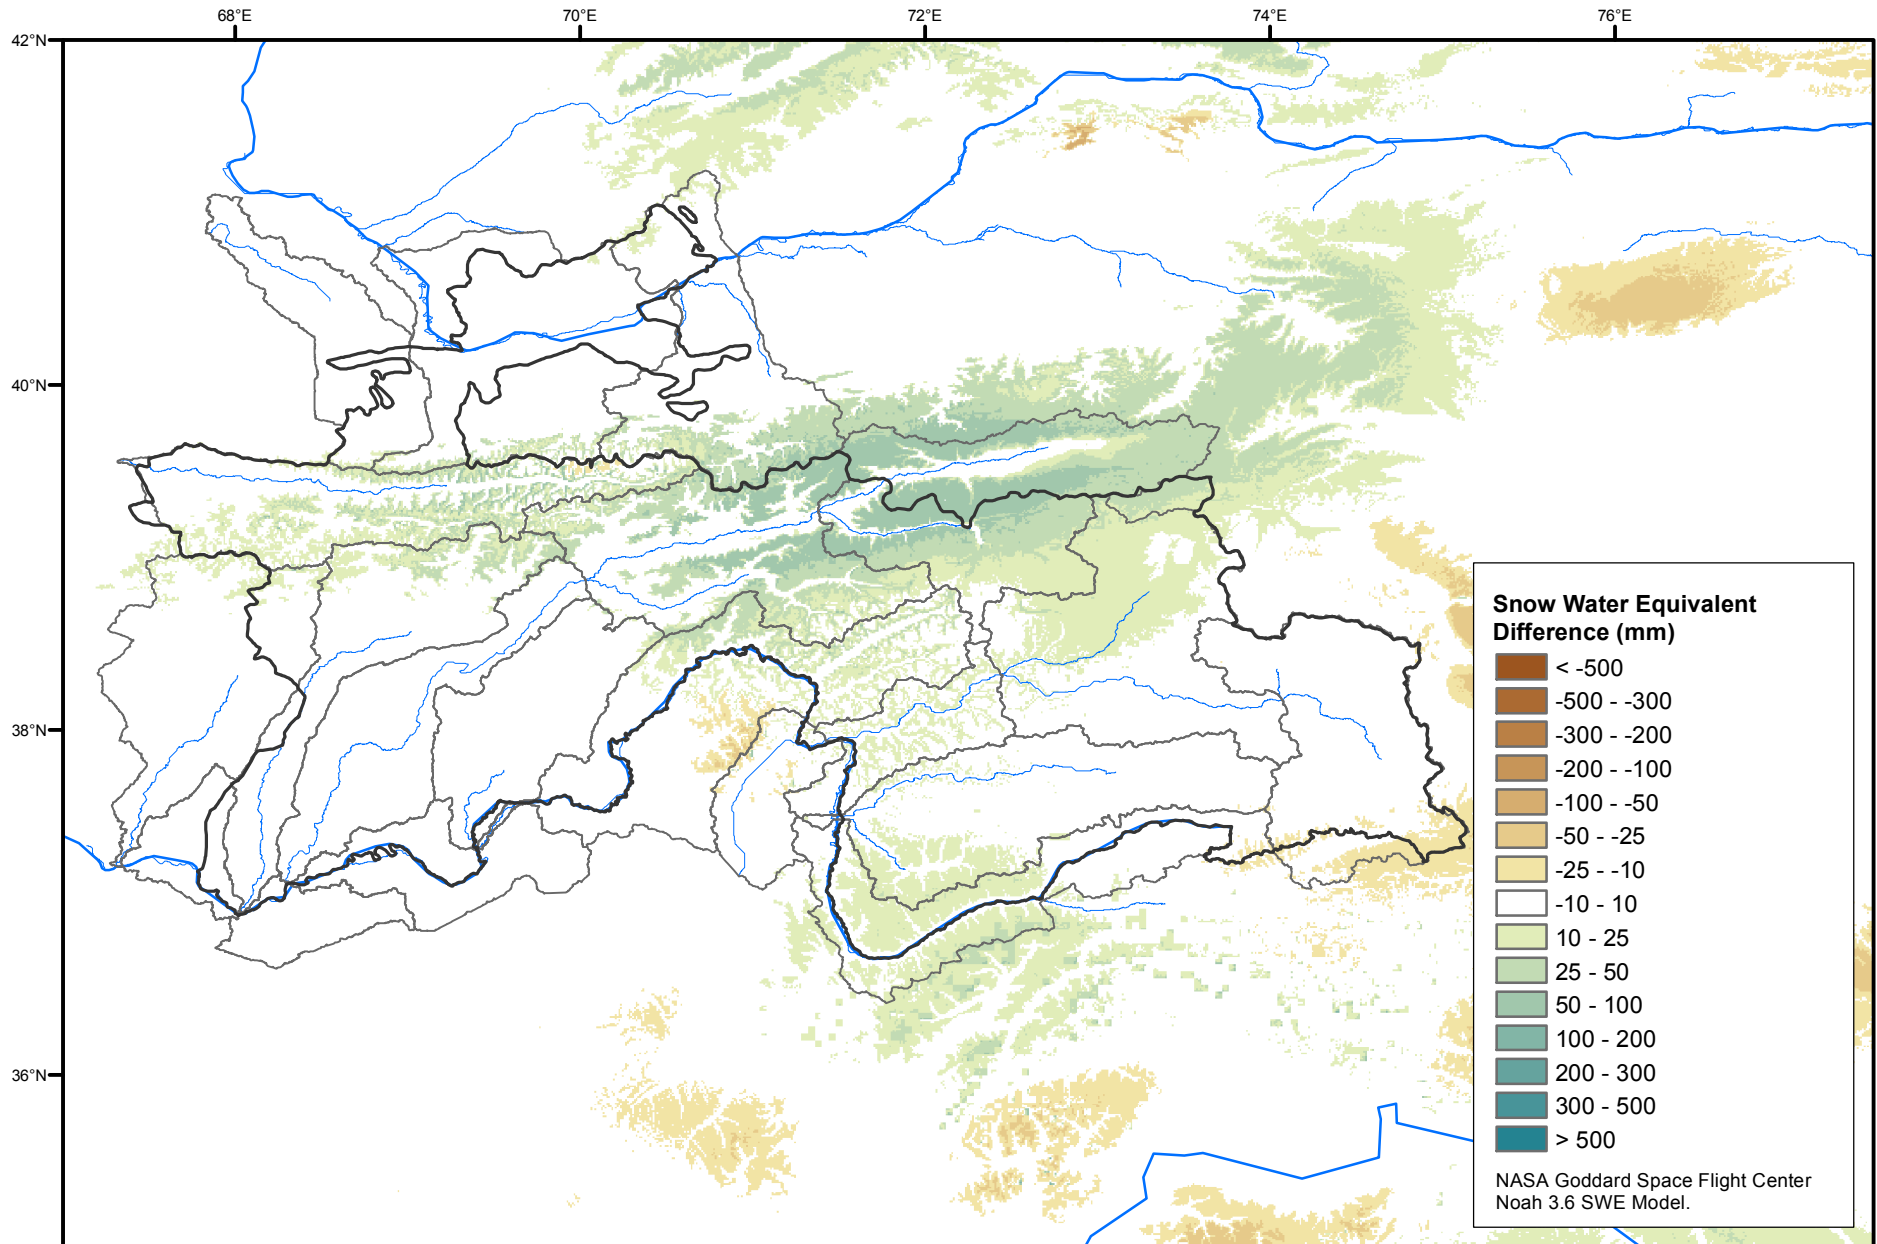 68°E 70°E 72°E 74°E 76°E
42°N
40°N
38°N
36°N
Snow Water Equivalent
Difference (mm)
< -500
-500 - -300
-300 - -200
-200 - -100
-100 - -50
-50 - -25
-25 - -10
-10 - 10
10 - 25
25 - 50
50 - 100
100 - 200
200 - 300
300 - 500
> 500
NASA Goddard Space Flight Center
Noah 3.6 SWE Model.